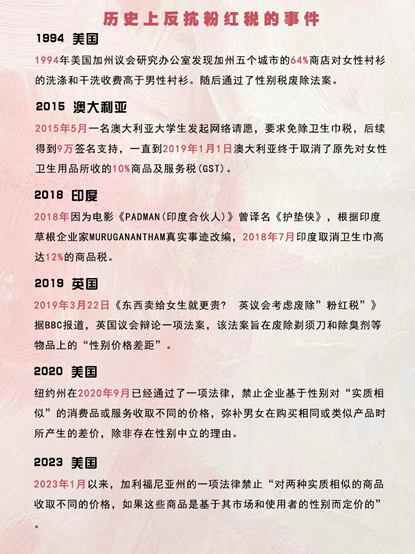 历史上反抗粉红税的事件
1994 美国
1994年美国加州议会研究办公室发现加州五个城市的64%商店对女性衬衫
的洗涤和干洗收费高于男性衬衫。随后通过了性别税废除法案。
2015 澳大利亚
2015年5月一名澳大利亚大学生发起网络请愿，要求免除卫生巾税，后续
得到9万签名支持，一直到2019年1月1日澳大利亚终于取消了原先对女性
卫生用品所收的10%商品及服务税(GST)。
2018 印度
2018年因为电影《PADMAN(印度合伙人)》曾译名《护垫侠》，根据印度
草根企业家MURUGANANTHAM真实事迹改编，2018年7月印度取消卫生巾高
达12%的商品税。
2019 英国
2019年3月22日《东西卖给女生就更贵? 英议会考虑废除”粉红税”》
据BBC报道，英国议会辩论一项法案，该法案旨在废除剃须刀和除臭剂等
物品上的“性别价格差距”。
2020 美国
纽约州在2020年9月已经通过了一项法律，禁止企业基于性别对“实质相
似”的消费品或服务收取不同的价格，弥补男女在购买相同或类似产品时
所产生的差价，除非存在性别中立的理由。
2023 美国
2023年1月以来，加利福尼亚州的一项法律禁止“对两种实质相似的商品
收取不同的价格，如果这些商品是基于其市场和使用者的性别而定价的”
。